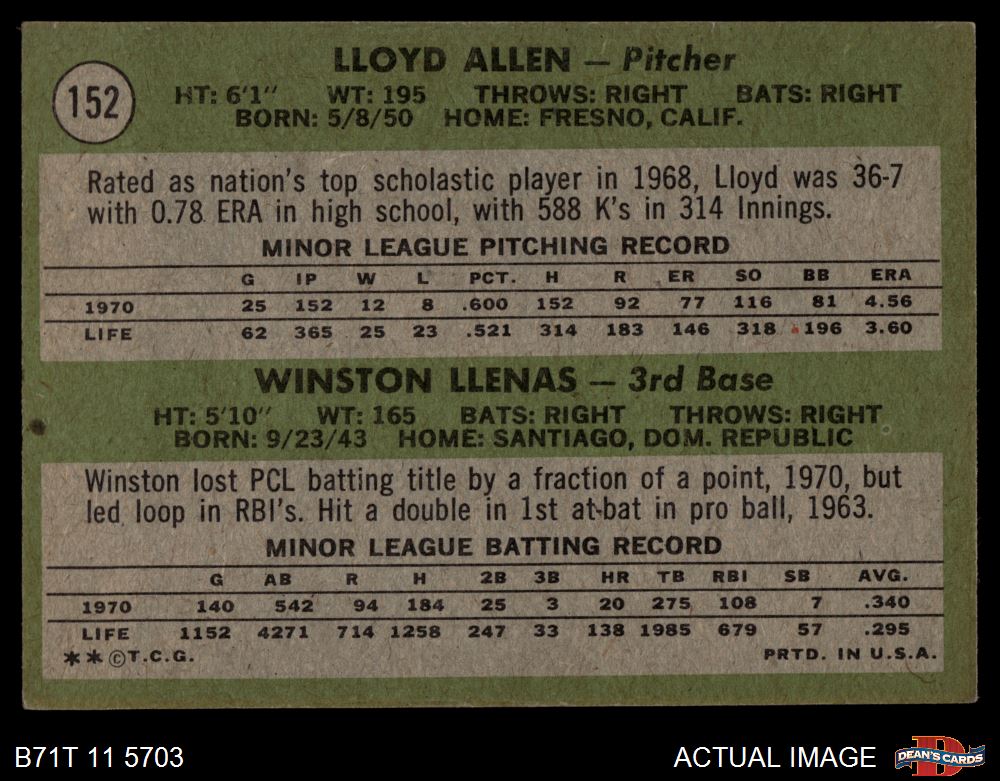 LLOYD ALLEN — Pitcher
152
HT: 6'1" WT: 195 THROWS: RIGHT BATS: RIGHT
BORN: 5/8/50 HOME: FRESNO, CALIF.
Rated as nation's top scholastic player in 1968, Lloyd was 36-7
with 0.78 ERA in high school, with 588 K's in 314 Innings.
MINOR LEAGUE PITCHING RECORD
G IP W L PCT. H R ER SO BB ERA
1970 25 152 12 8 .600 152 92 77 116 81 4.56
LIFE 62 365 25 23 .521 314 183 146 318 196 3.60
WINSTON LLENAS — 3rd Base
HT: 5'10" WT: 165 BATS: RIGHT THROWS: RIGHT
BORN: 9/23/43 HOME: SANTIAGO, DOM. REPUBLIC
Winston lost PCL batting title by a fraction of a point, 1970, but
led loop in RBI's. Hit a double in 1st at-bat in pro ball, 1963.
MINOR LEAGUE BATTING RECORD
G AB R H 2B 3B HR TB RBI SB AVG.
1970 140 542 94 184 25 3 20 275 108 7 .340
LIFE 1152 4271 714 1258 247 33 138 1985 679 57 .295
**©T.C.G. PRTD. IN U.S.A.
B71T 11 5703 ACTUAL IMAGE D DEAN'S CARDS